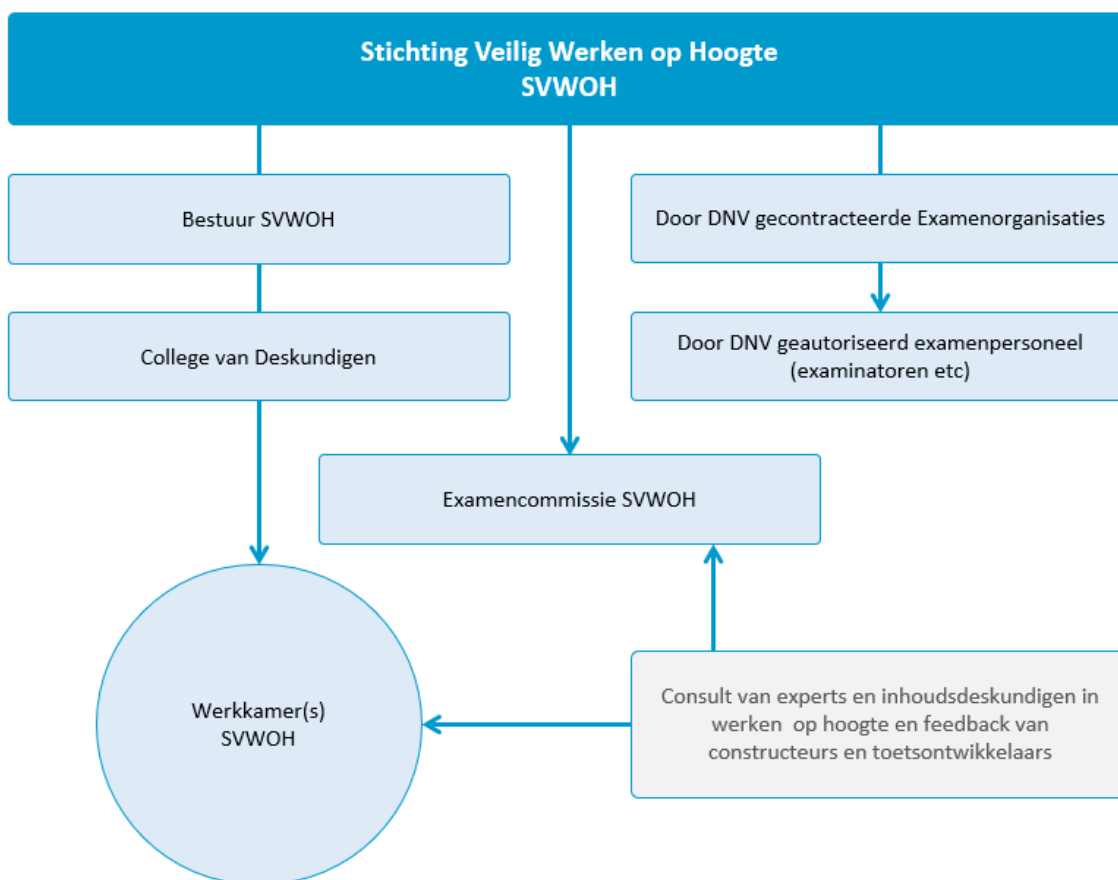 Stichting Veilig Werken op Hoogte
SVWOH
Bestuur SVWOH
Door DNV gecontracteerde Examenorganisaties
College van Deskundigen
Door DNV geautoriseerd examenpersoneel
(examinatoren etc)
Examencommissie SVWOH
Werkkamer(s)
SVWOH
Consult van experts en inhoudsdeskundigen in
werken op hoogte en feedback van
constructeurs en toetsontwikkelaars